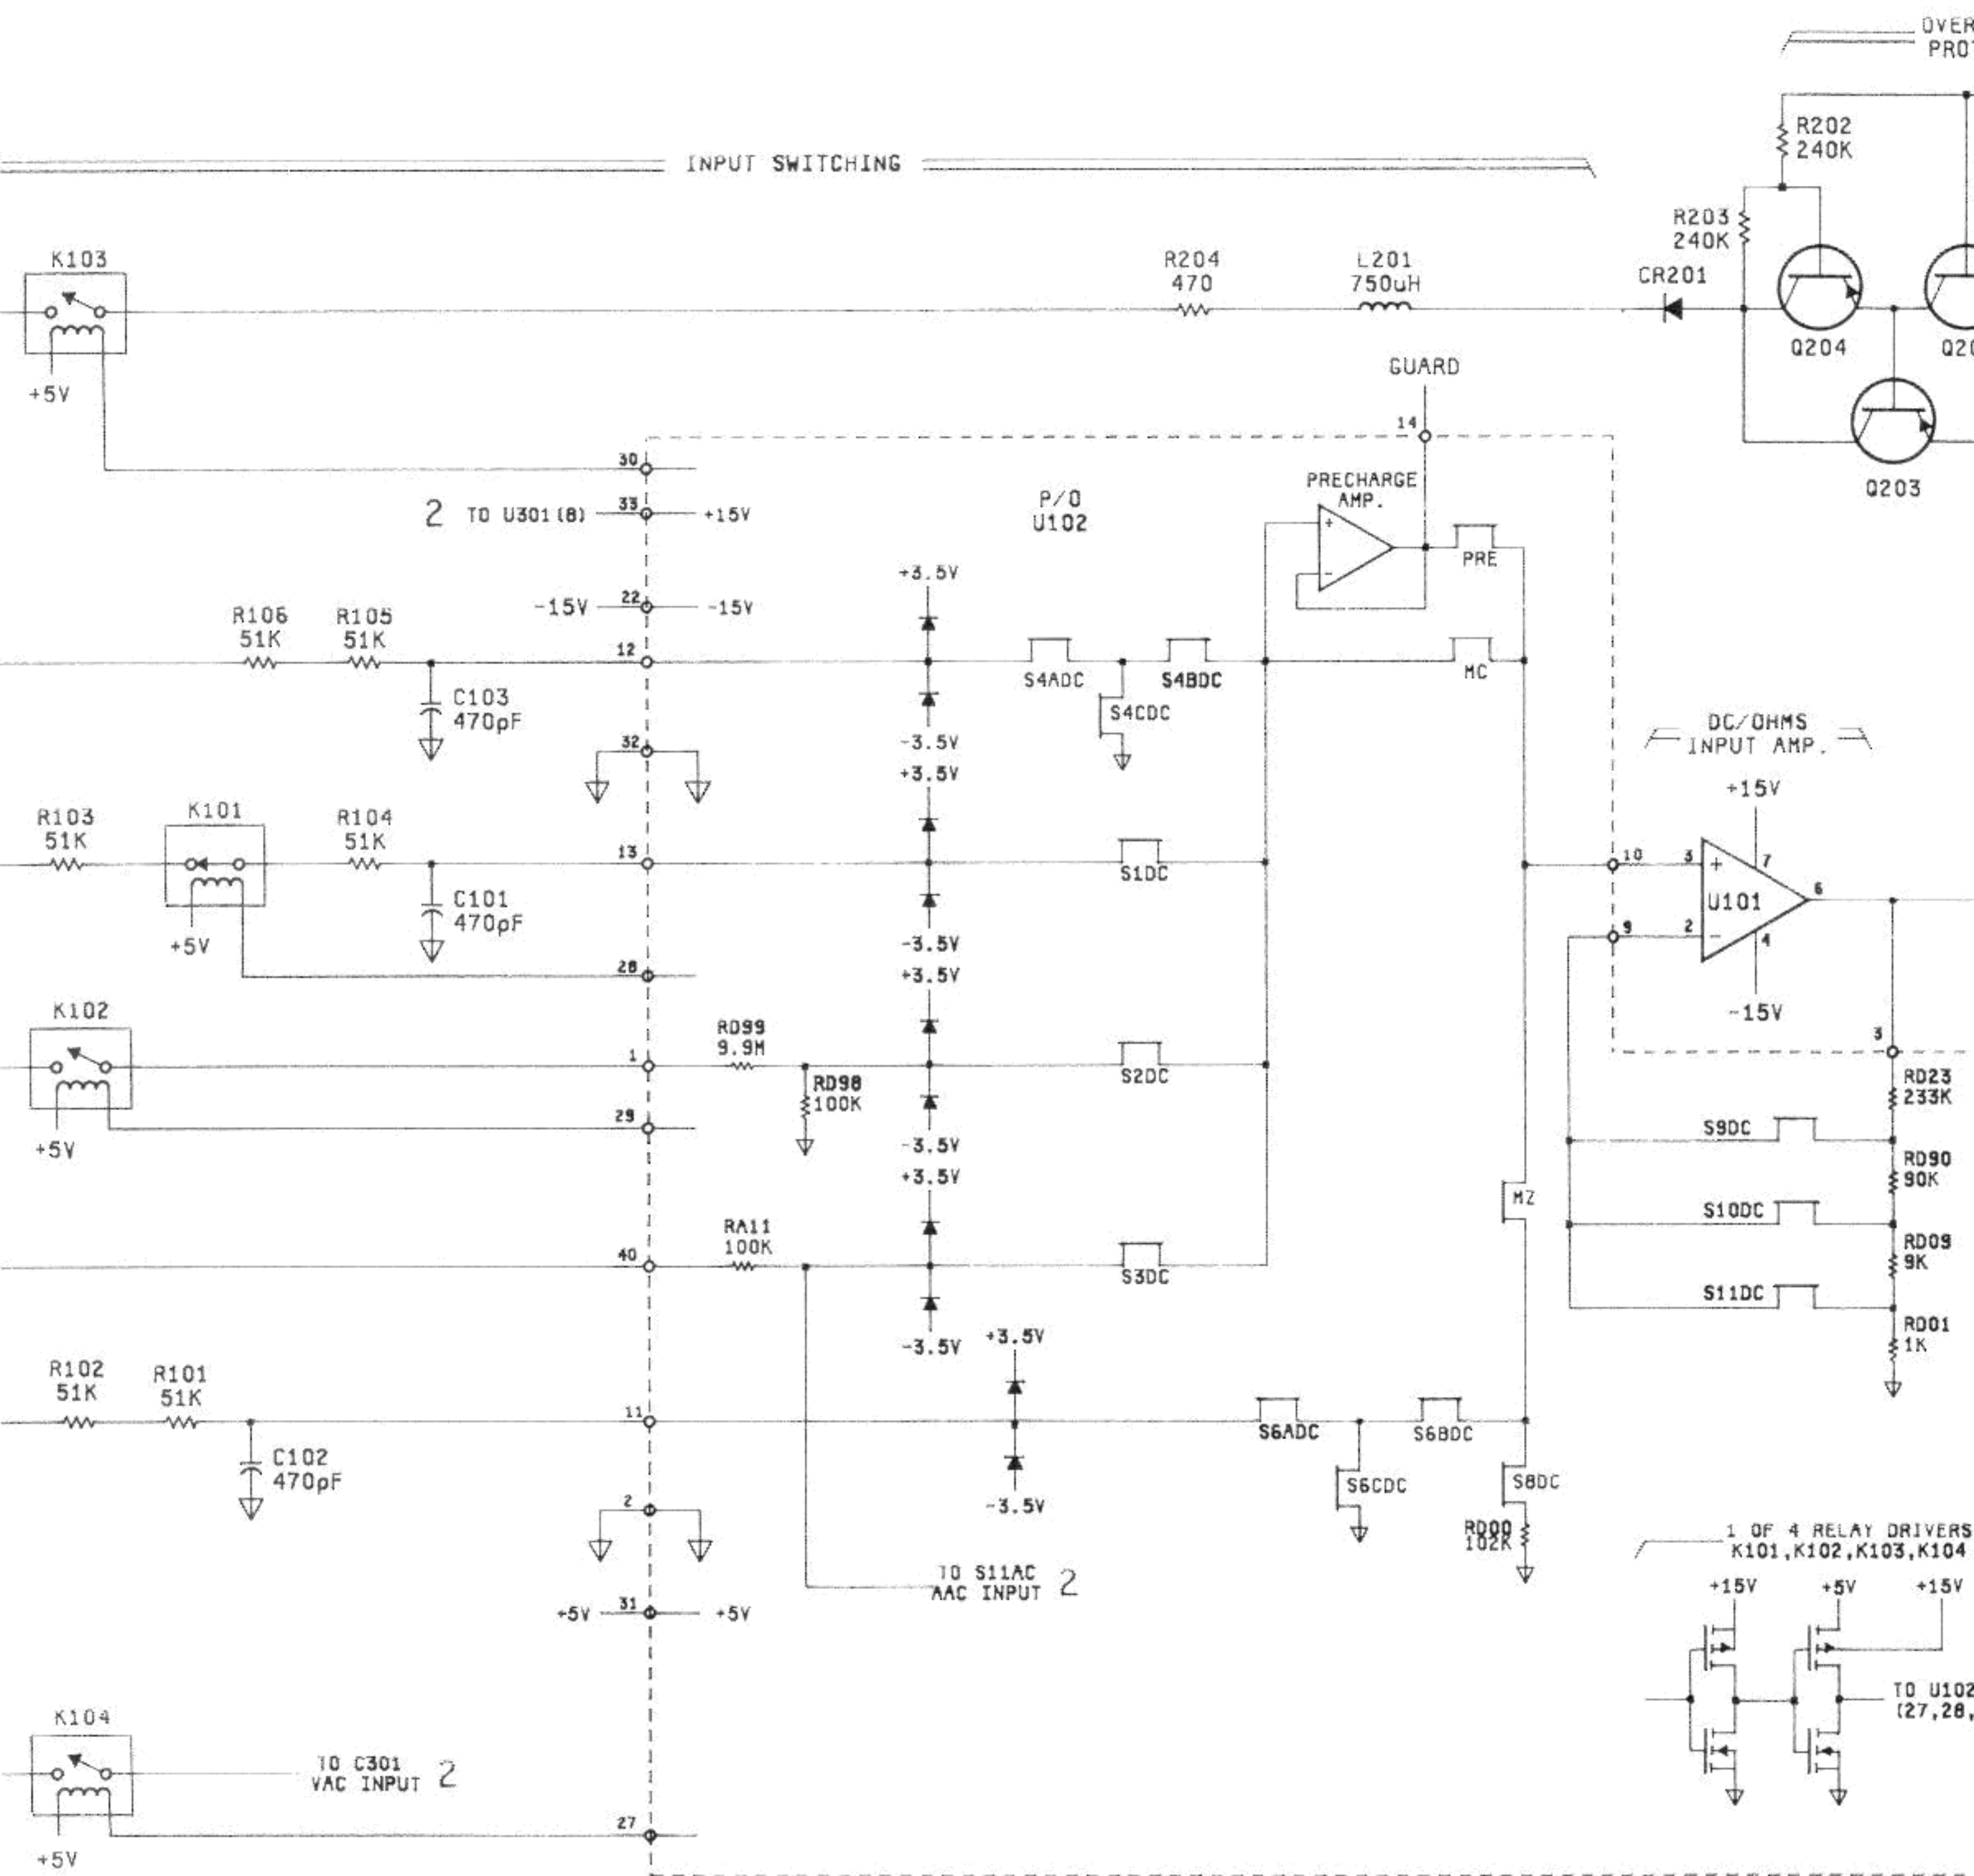 OVER
PROT
R202
240K
INPUT SWITCHING
R203
240K
K103
R204
470
L201
750uH
CR201
Q204
Q20
+5V
GUARD
14
30
Q203
PRECHARGE
AMP.
P/O
U102
33
2 TO U301(8)
+15V
+
-
PRE
+3.5V
22
-15V
-15V
R106
51K
R105
51K
12
S4ADC
S4BDC
MC
C103
470pF
S4CDC
32
-3.5V
+3.5V
DC/OHMS
INPUT AMP.
+15V
R103
51K
K101
R104
51K
13
S1DC
10
3
+
7
U101
6
C101
470pF
9
2
-
4
+5V
-3.5V
+3.5V
28
-15V
K102
RD99
9.9M
1
3
S2DC
RD98
100K
RD23
233K
29
S9DC
+5V
-3.5V
+3.5V
RD90
90K
MZ
S10DC
RA11
100K
40
RD09
9K
S3DC
S11DC
-3.5V
+3.5V
RD01
1K
R102
51K
R101
51K
11
S6ADC
S6BDC
C102
470pF
S6CDC
S8DC
2
-3.5V
RD00
102K
1 OF 4 RELAY DRIVERS
K101,K102,K103,K104
TO S11AC
AAC INPUT 2
+15V
+5V
+15V
+5V
31
+5V
TO U102
(27,28,
K104
TO C301
VAC INPUT 2
27
+5V